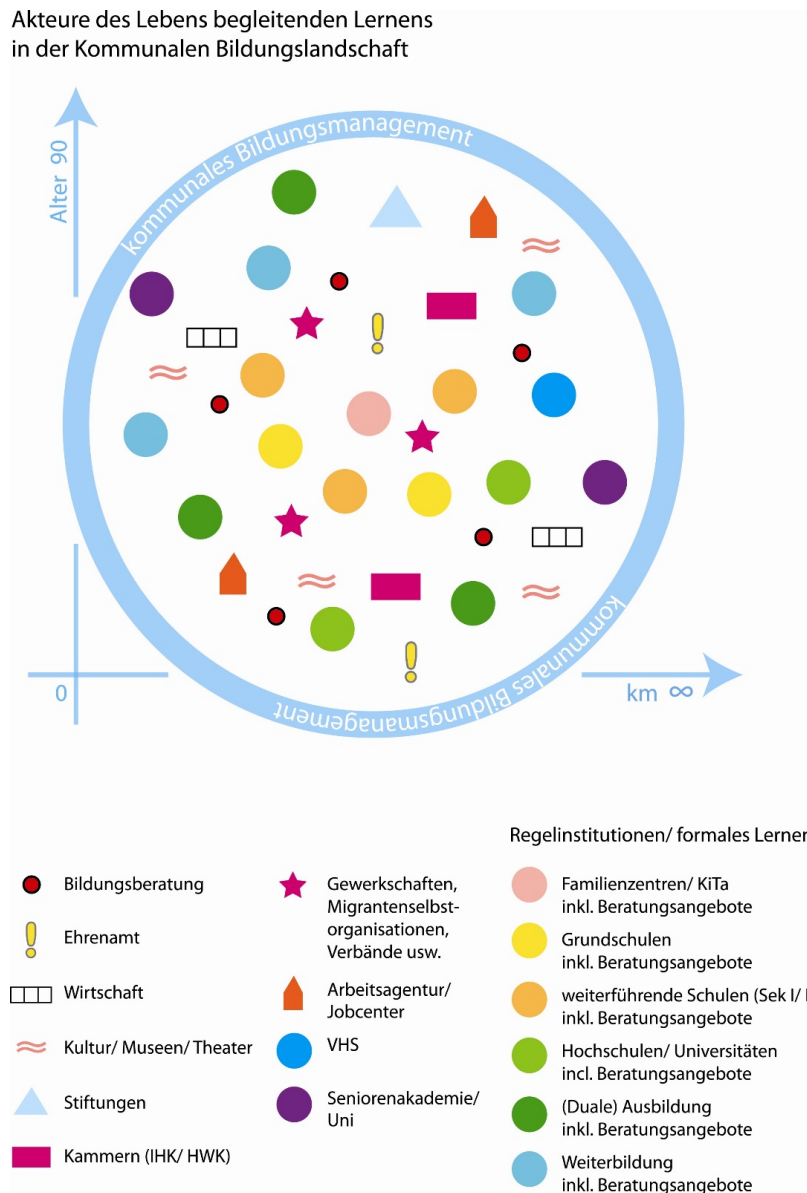 Akteure des Lebens begleitenden Lernens
in der Kommunalen Bildungslandschaft
kommunales Bildungsmanagement
Alter 90
0
km ∞
kommunales Bildungsmanagement
Bildungsberatung
Ehrenamt
Wirtschaft
Kultur/ Museen/ Theater
Stiftungen
Kammern (IHK/ HWK)
Gewerkschaften,
Migrantenselbst-
organisationen,
Verbände usw.
Arbeitsagentur/
Jobcenter
VHS
Seniorenakademie/
Uni
Regelinstitutionen/ formales Lernen
Familienzentren/ KiTa
inkl. Beratungsangebote
Grundschulen
inkl. Beratungsangebote
weiterführende Schulen (Sek I/
inkl. Beratungsangebote
Hochschulen/ Universitäten
incl. Beratungsangebote
(Duale) Ausbildung
inkl. Beratungsangebote
Weiterbildung
inkl. Beratungsangebote